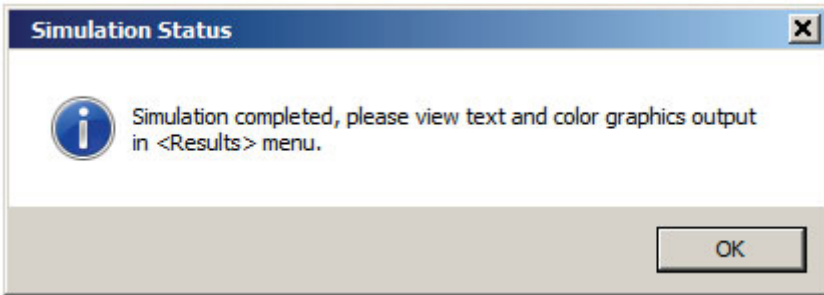 Simulation Status
Simulation completed, please view text and color graphics output
in <Results> menu.
OK